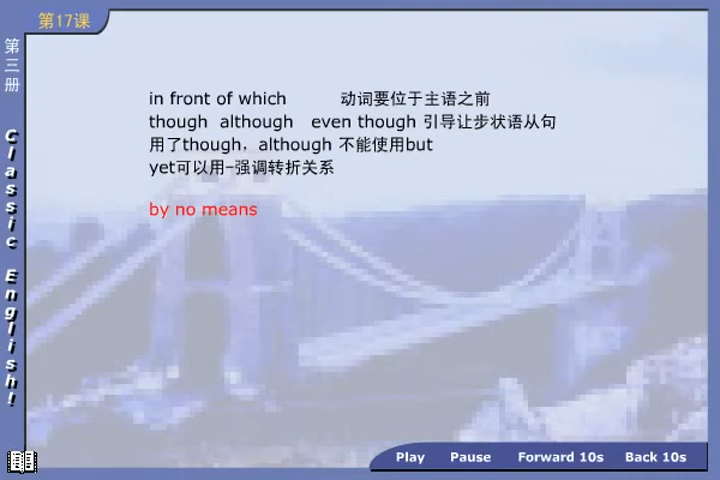 第17课
第三册
Classic English!
in front of which 动词要位于主语之前
though although even though 引导让步状语从句
用了though，although 不能使用but
yet可以用-强调转折关系
by no means
Play Pause Forward 10s Back 10s